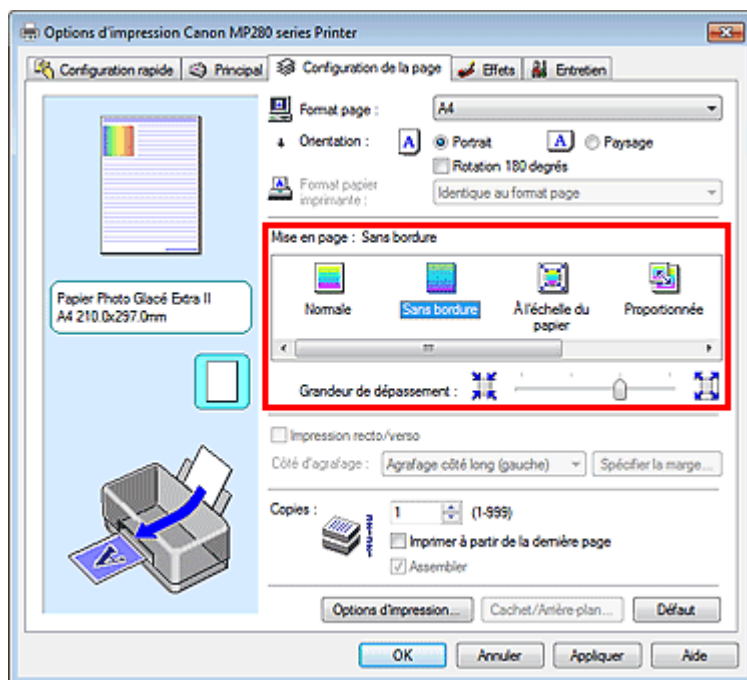 Options d'impression Canon MP280 series Printer
Configuration rapide Principal Configuration de la page Effets Entretien
Format page : A4
Orientation : A Portrait A Paysage
Rotation 180 degrés
Format papier imprimante : Identique au format page
Mise en page : Sans bordure
Normale Sans bordure À l'échelle du papier Proportionnée
Papier Photo Glacé Extra II
A4 210.0x297.0mm
Grandeur de dépassement :
Impression recto/verso
Côté d'agrafage : Agrafage côté long (gauche) Spécifier la marge...
Copies : 1 (1-999)
Imprimer à partir de la dernière page
Assembler
Options d'impression... Cachet/Arrière-plan... Défaut
OK Annuler Appliquer Aide